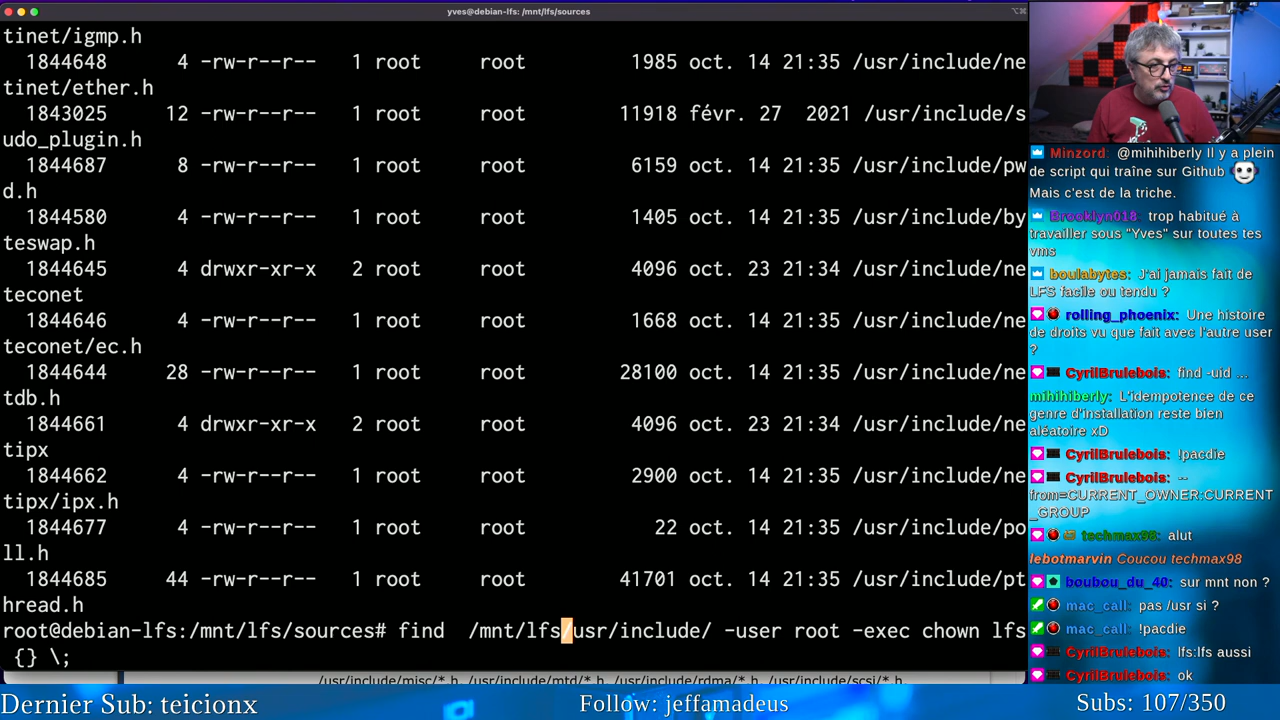 yves@debian-lfs: /mnt/lfs/sources
tinet/igmp.h
1844648 4 -rw-r--r-- 1 root root 1985 oct. 14 21:35 /usr/include/ne
tinet/ether.h
1843025 12 -rw-r--r-- 1 root root 11918 févr. 27 2021 /usr/include/s
udo_plugin.h
1844687 8 -rw-r--r-- 1 root root 6159 oct. 14 21:35 /usr/include/pw
d.h
1844580 4 -rw-r--r-- 1 root root 1405 oct. 14 21:35 /usr/include/by
teswap.h
1844645 4 drwxr-xr-x 2 root root 4096 oct. 23 21:34 /usr/include/ne
teconet
1844646 4 -rw-r--r-- 1 root root 1668 oct. 14 21:35 /usr/include/ne
teconet/ec.h
1844644 28 -rw-r--r-- 1 root root 28100 oct. 14 21:35 /usr/include/ne
tdb.h
1844661 4 drwxr-xr-x 2 root root 4096 oct. 23 21:34 /usr/include/ne
tipx
1844662 4 -rw-r--r-- 1 root root 2900 oct. 14 21:35 /usr/include/ne
tipx/ipx.h
1844677 4 -rw-r--r-- 1 root root 22 oct. 14 21:35 /usr/include/po
ll.h
1844685 44 -rw-r--r-- 1 root root 41701 oct. 14 21:35 /usr/include/pt
hread.h
root@debian-lfs:/mnt/lfs/sources# find  /mnt/lfs/usr/include/ -user root -exec chown lfs
{} \;
/usr/include/misc/*.h, /usr/include/mtd/*.h, /usr/include/rdma/*.h, /usr/include/scsi/*.h,
Minzord: @mihihiberly Il y a plein
de script qui traîne sur Github
Mais c'est de la triche.
Brooklyn018: trop habitué à
travailler sous "Yves" sur toutes tes
vms
boulabytes: J'ai jamais fait de
LFS facile ou tendu ?
rolling_phoenix: Une histoire
de droits vu que fait avec l'autre user
?
CyrilBrulebois: find -uid ...
mihihiberly: L'idempotence de ce
genre d'installation reste bien
aléatoire xD
CyrilBrulebois: !pacdie
CyrilBrulebois: --
from=CURRENT_OWNER:CURRENT
_GROUP
techmax98: alut
lebotmarvin Coucou techmax98
boubou_du_40: sur mnt non ?
mac_call: pas /usr si ?
mac_call: !pacdie
CyrilBrulebois: lfs:lfs aussi
CyrilBrulebois: ok
Dernier Sub: teicionx
Follow: jeffamadeus
Subs: 107/350